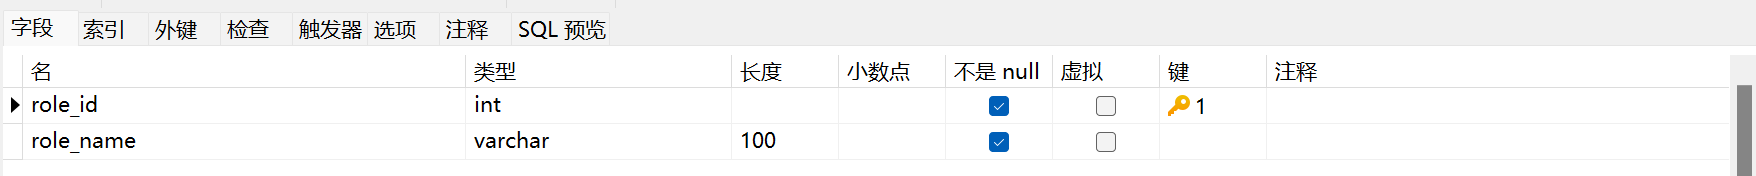 字段 索引 外键 检查 触发器 选项 注释 SQL 预览
名 类型 长度 小数点 不是 null 虚拟 键 注释
role_id int 1
role_name varchar 100